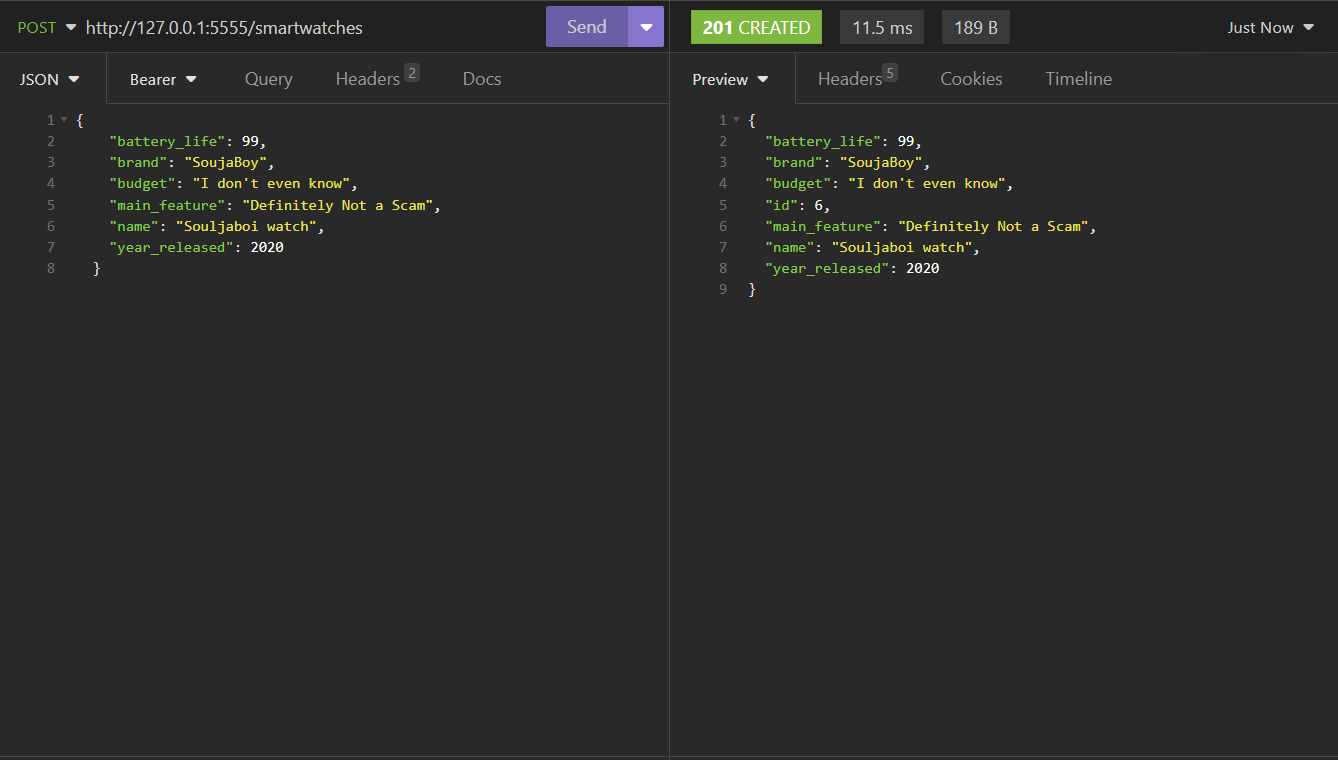 POST http://127.0.0.1:5555/smartwatches Send
JSON Bearer Query Headers 2 Docs
1 {
2 "battery_life": 99,
3 "brand": "SoujaBoy",
4 "budget": "I don't even know",
5 "main_feature": "Definitely Not a Scam",
6 "name": "Souljaboi watch",
7 "year_released": 2020
8 }
201 CREATED 11.5 ms 189 B Just Now
Preview Headers 5 Cookies Timeline
1 {
2 "battery_life": 99,
3 "brand": "SoujaBoy",
4 "budget": "I don't even know",
5 "id": 6,
6 "main_feature": "Definitely Not a Scam",
7 "name": "Souljaboi watch",
8 "year_released": 2020
9 }